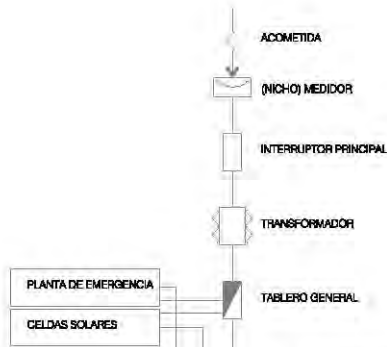 ACOMETIDA
(NICHO) MEDIDOR
INTERRUPTOR PRINCIPAL
TRANSFORMADOR
PLANTA DE EMERGENCIA
TABLERO GENERAL
CELDAS SOLARES